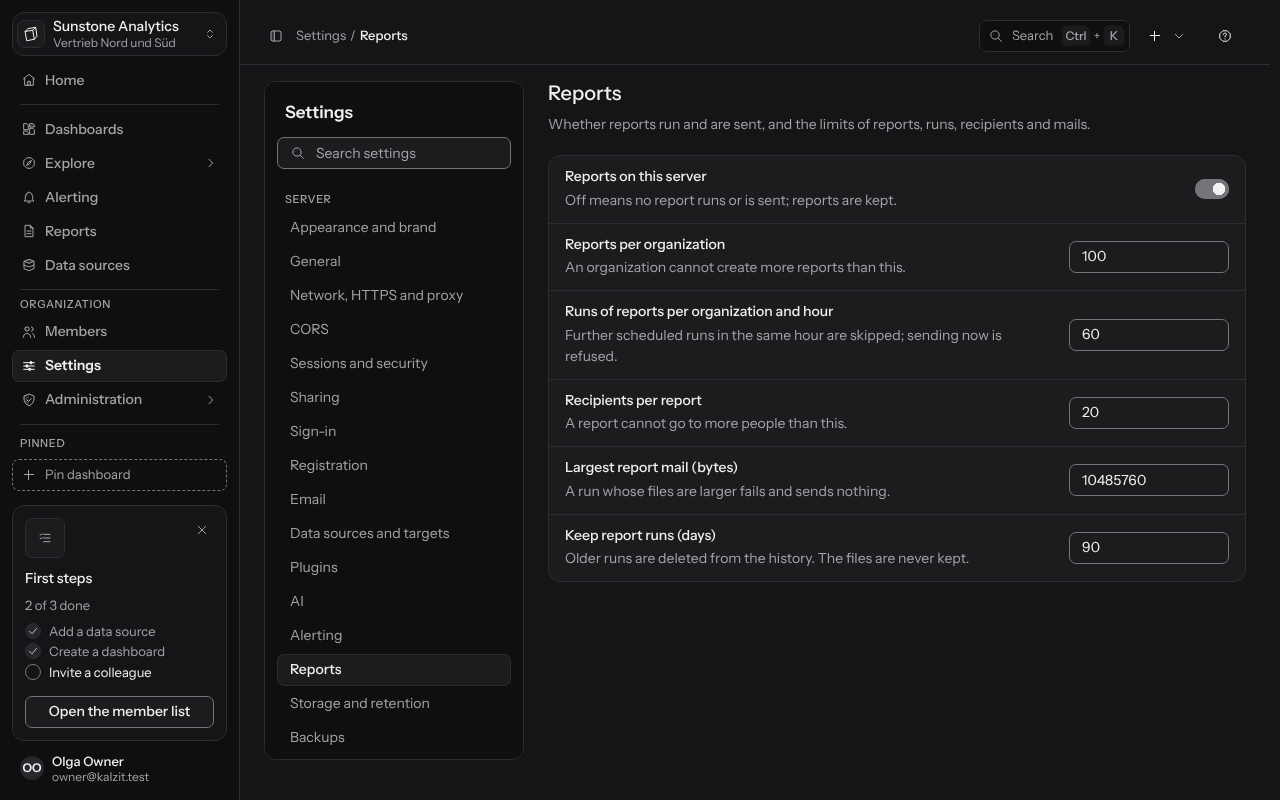 Sunstone Analytics
Vertrieb Nord und Süd
Home
Dashboards
Explore
Alerting
Reports
Data sources
ORGANIZATION
Members
Settings
Administration
PINNED
Pin dashboard
First steps
2 of 3 done
Add a data source
Create a dashboard
Invite a colleague
Open the member list
OO
Olga Owner
owner@kalzit.test
Settings / Reports
Search Ctrl + K
Settings
Search settings
SERVER
Appearance and brand
General
Network, HTTPS and proxy
CORS
Sessions and security
Sharing
Sign-in
Registration
Email
Data sources and targets
Plugins
AI
Alerting
Reports
Storage and retention
Backups
Reports
Whether reports run and are sent, and the limits of reports, runs, recipients and mails.
Reports on this server
Off means no report runs or is sent; reports are kept.
Reports per organization
An organization cannot create more reports than this.
100
Runs of reports per organization and hour
Further scheduled runs in the same hour are skipped; sending now is
refused.
60
Recipients per report
A report cannot go to more people than this.
20
Largest report mail (bytes)
A run whose files are larger fails and sends nothing.
10485760
Keep report runs (days)
Older runs are deleted from the history. The files are never kept.
90